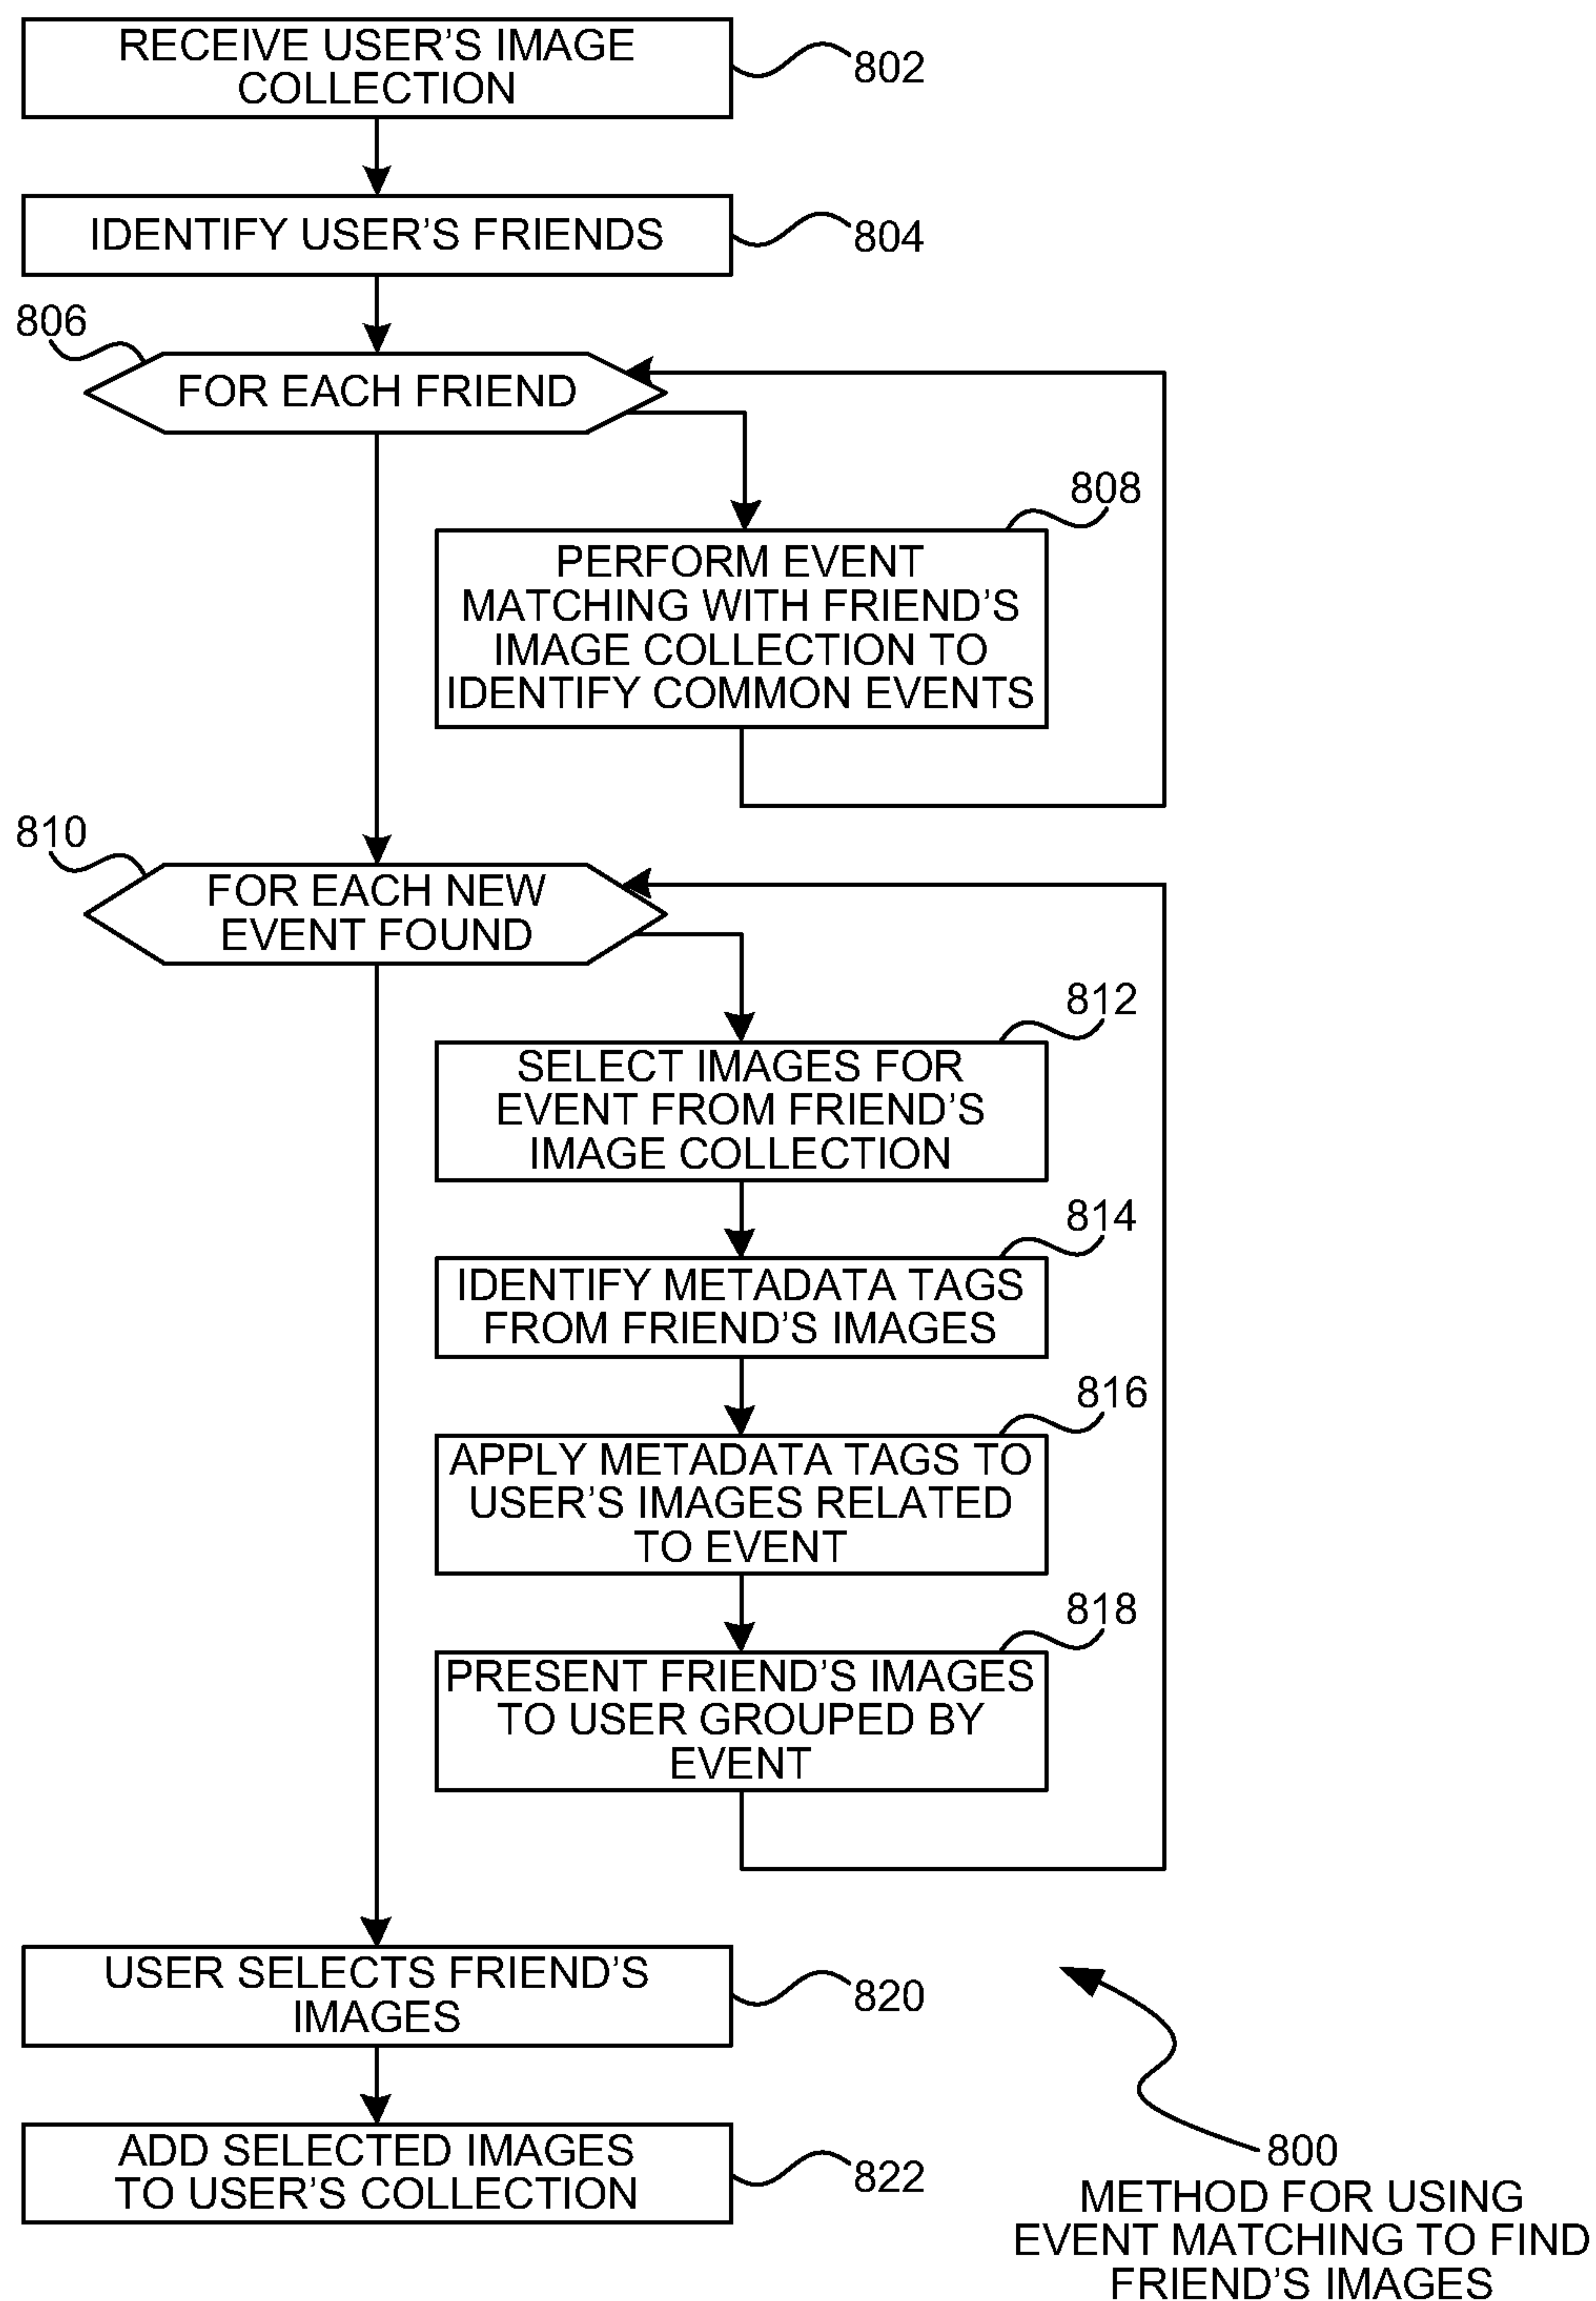 RECEIVE USER'S IMAGE
COLLECTION
802
IDENTIFY USER'S FRIENDS
804
806
FOR EACH FRIEND
808
PERFORM EVENT
MATCHING WITH FRIEND'S
IMAGE COLLECTION TO
IDENTIFY COMMON EVENTS
810
FOR EACH NEW
EVENT FOUND
812
SELECT IMAGES FOR
EVENT FROM FRIEND'S
IMAGE COLLECTION
814
IDENTIFY METADATA TAGS
FROM FRIEND'S IMAGES
816
APPLY METADATA TAGS TO
USER'S IMAGES RELATED
TO EVENT
818
PRESENT FRIEND'S IMAGES
TO USER GROUPED BY
EVENT
USER SELECTS FRIEND'S
IMAGES
820
ADD SELECTED IMAGES
TO USER'S COLLECTION
822
800
METHOD FOR USING
EVENT MATCHING TO FIND
FRIEND'S IMAGES